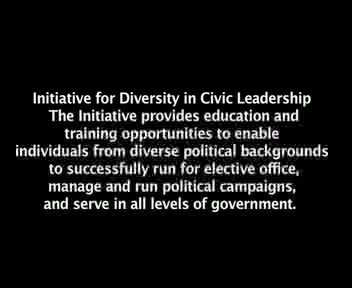 Initiative for Diversity in Civic Leadership
The Initiative provides education and
training opportunities to enable
individuals from diverse political backgrounds
to successfully run for elective office,
manage and run political campaigns,
and serve in all levels of government.